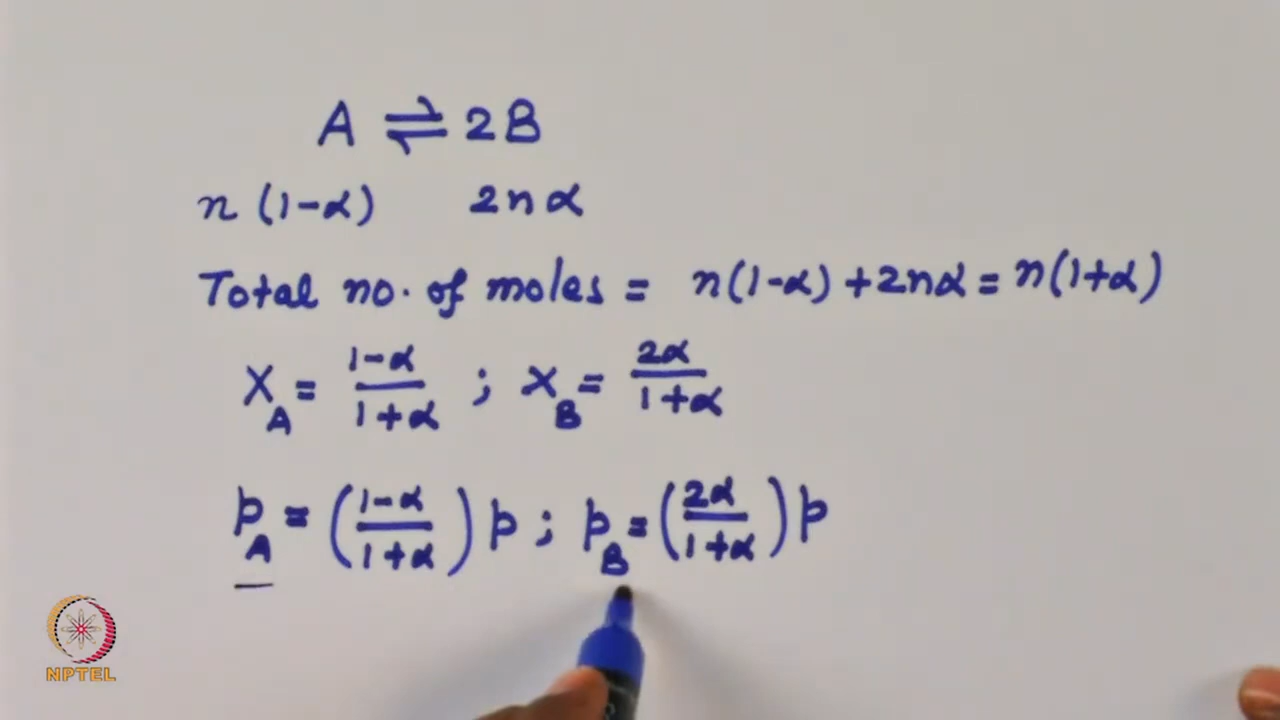 A ⇌ 2B
n (1-α) 2nα
Total no. of moles = n(1-α) + 2nα = n(1+α)
x_A = (1-α)/(1+α) ; x_B = 2α/(1+α)
p_A = ((1-α)/(1+α)) p ; p_B = (2α/(1+α)) p
NPTEL